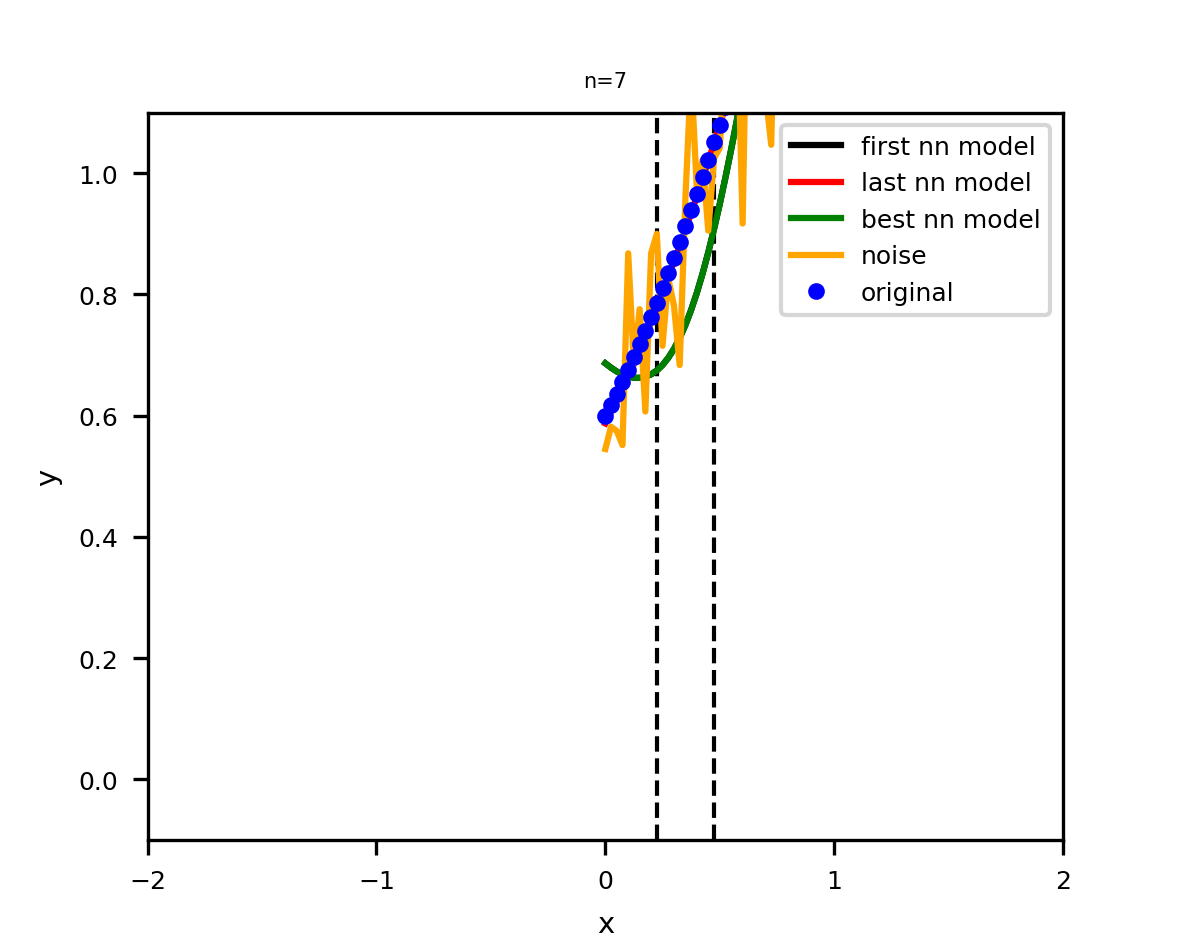 n=7
first nn model
last nn model
best nn model
noise
original
1.0
0.8
0.6
0.4
0.2
0.0
y
−2
−1
0
1
2
x